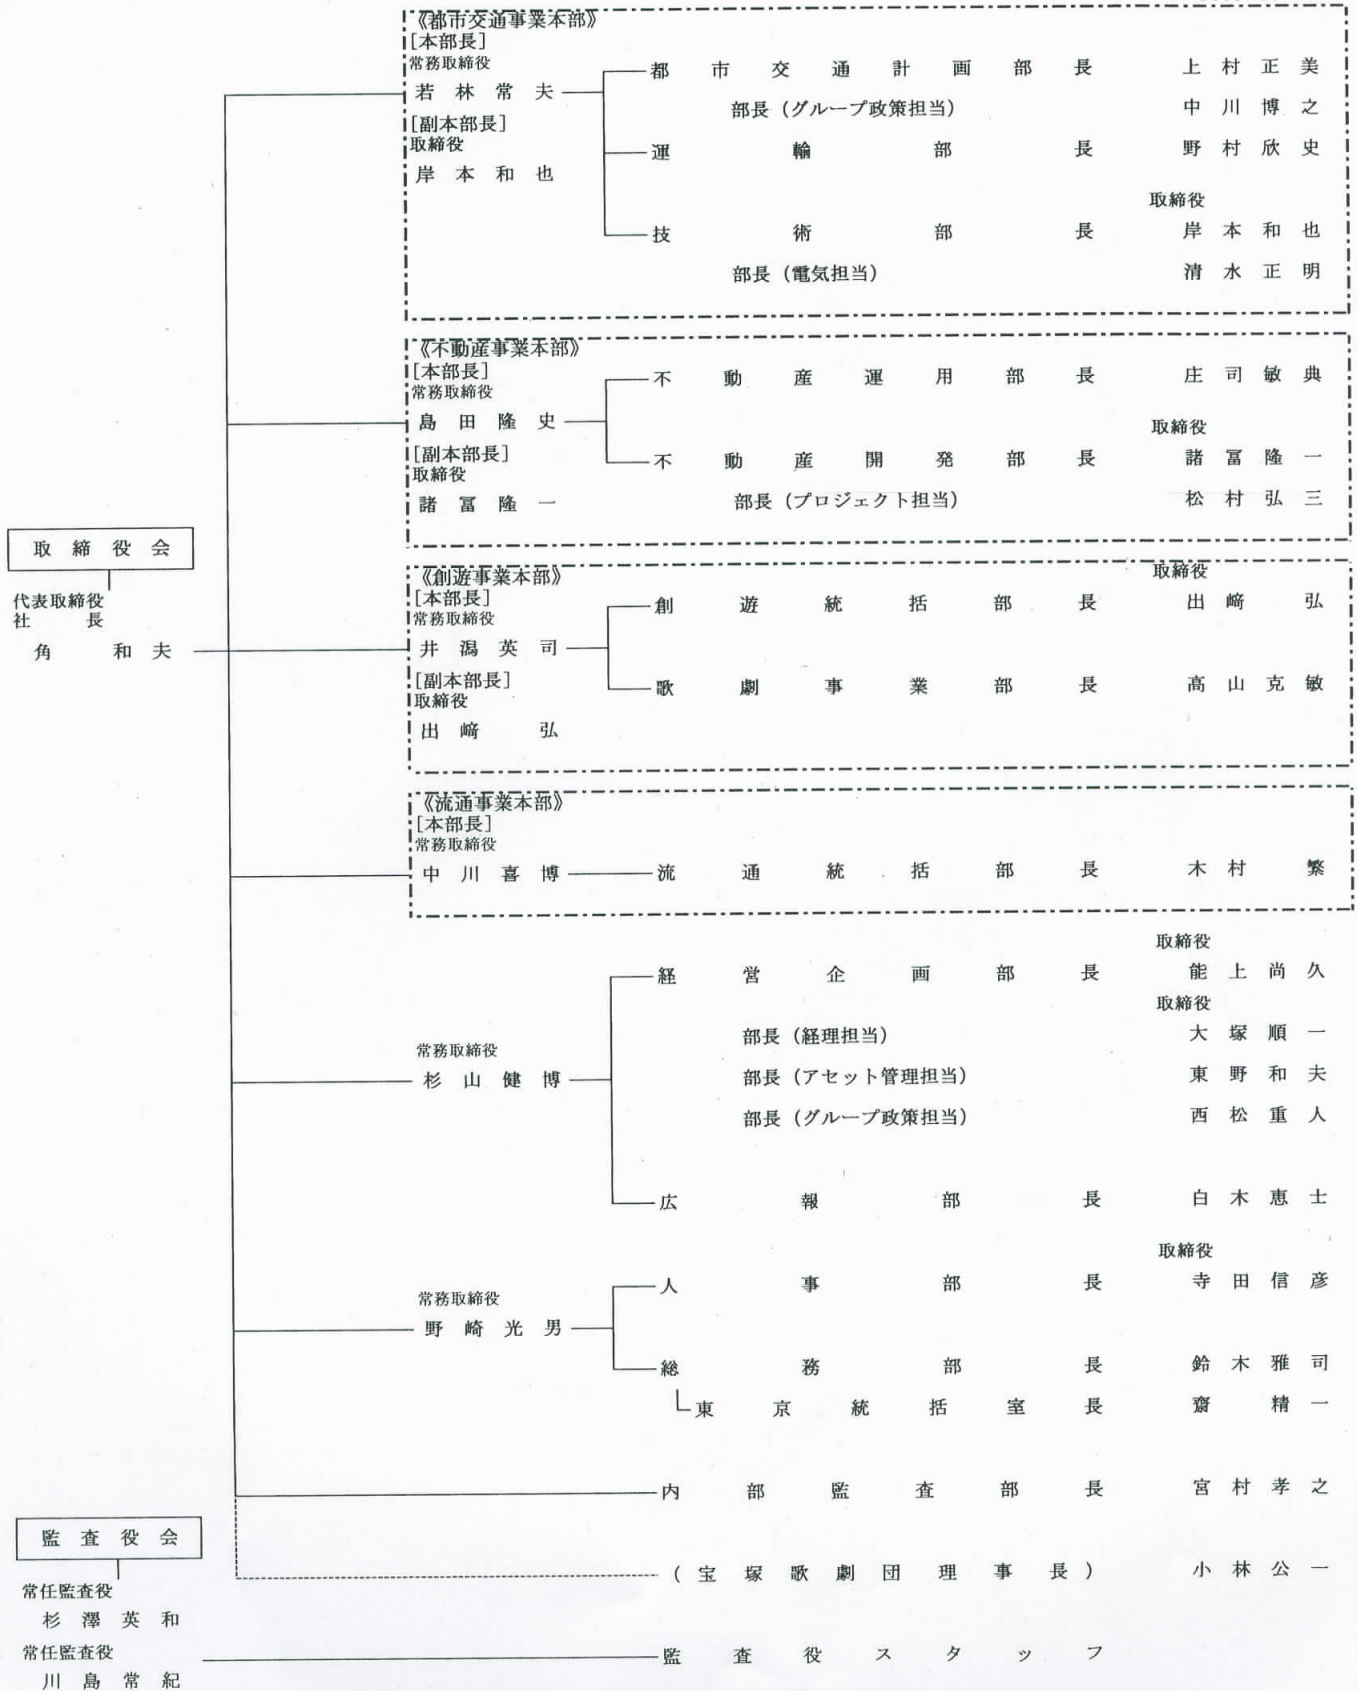 《都市交通事業本部》
[本部長]
常務取締役
若林常夫
[副本部長]
取締役
岸本和也
都市交通計画部長 上村正美
部長（グループ政策担当） 中川博之
運輸部長 野村欣史
取締役
技術部長 岸本和也
部長（電気担当） 清水正明
《不動産事業本部》
[本部長]
常務取締役
島田隆史
[副本部長]
取締役
諸冨隆一
不動産運用部長 庄司敏典
取締役
不動産開発部長 諸冨隆一
部長（プロジェクト担当） 松村弘三
取締役会
代表取締役
社長
角和夫
《創遊事業本部》
[本部長]
常務取締役
井潟英司
[副本部長]
取締役
出﨑弘
取締役
創遊統括部長 出﨑弘
歌劇事業部長 高山克敏
《流通事業本部》
[本部長]
常務取締役
中川喜博 流通統括部長 木村繁
常務取締役
杉山健博
取締役
経営企画部長 能上尚久
取締役
部長（経理担当） 大塚順一
部長（アセット管理担当） 東野和夫
部長（グループ政策担当） 西松重人
広報部長 白木恵士
常務取締役
野崎光男
取締役
人事部長 寺田信彦
総務部長 鈴木雅司
東京統括室長 齋精一
内部監査部長 宮村孝之
（宝塚歌劇団理事長） 小林公一
監査役会
常任監査役
杉澤英和
常任監査役
川島常紀
監査役スタッフ